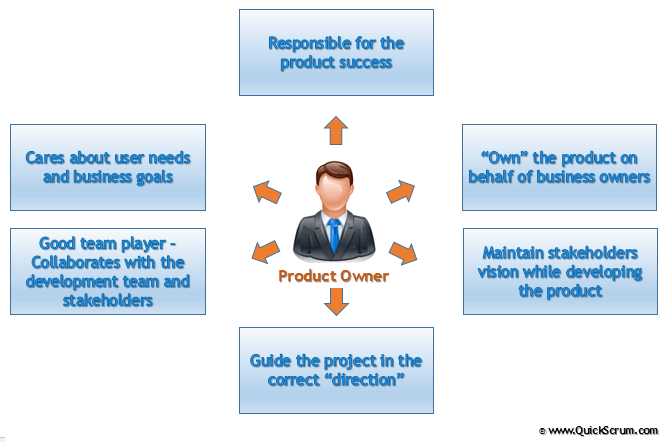 Responsible for the
product success
Cares about user needs
and business goals
“Own” the product on
behalf of business owners
Good team player –
Collaborates with the
development team and
stakeholders
Maintain stakeholders
vision while developing
the product
Product Owner
Guide the project in the
correct “direction”
© www.QuickScrum.com